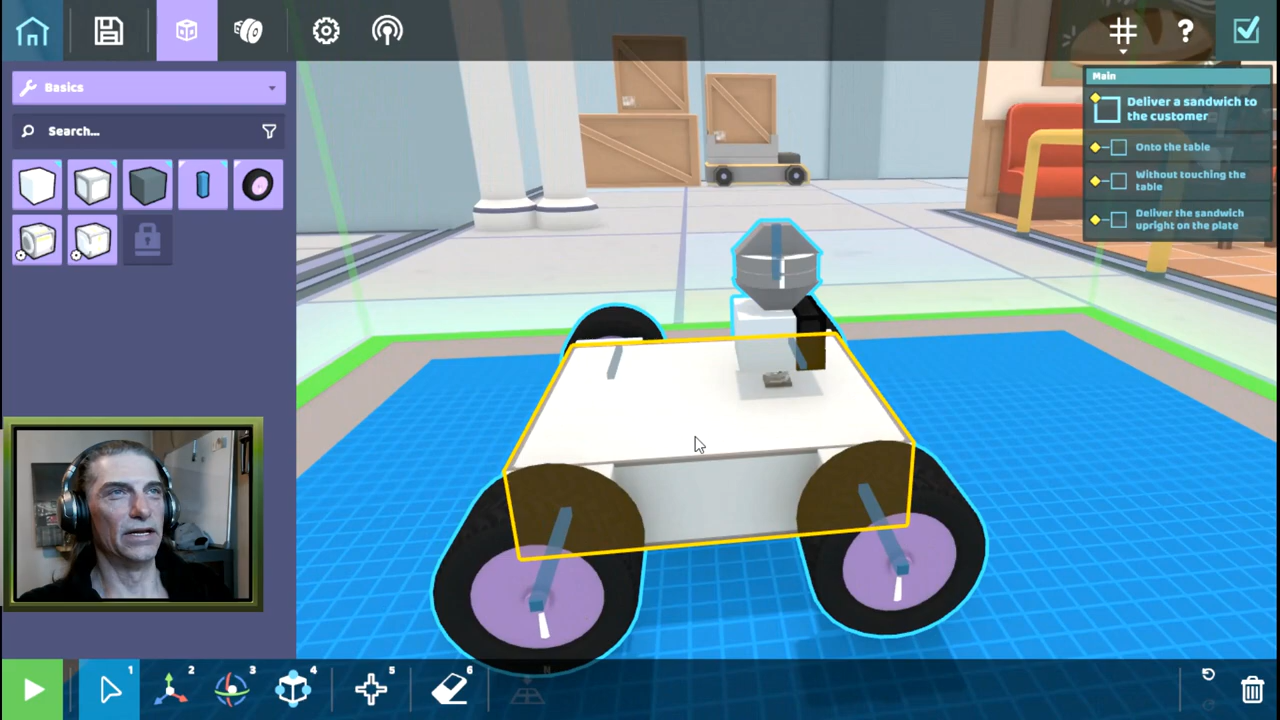 Basics
Search...
?
Main
Deliver a sandwich to
the customer
Onto the table
Without touching the
table
Deliver the sandwich
upright on the plate
1
2
3
4
5
6
N